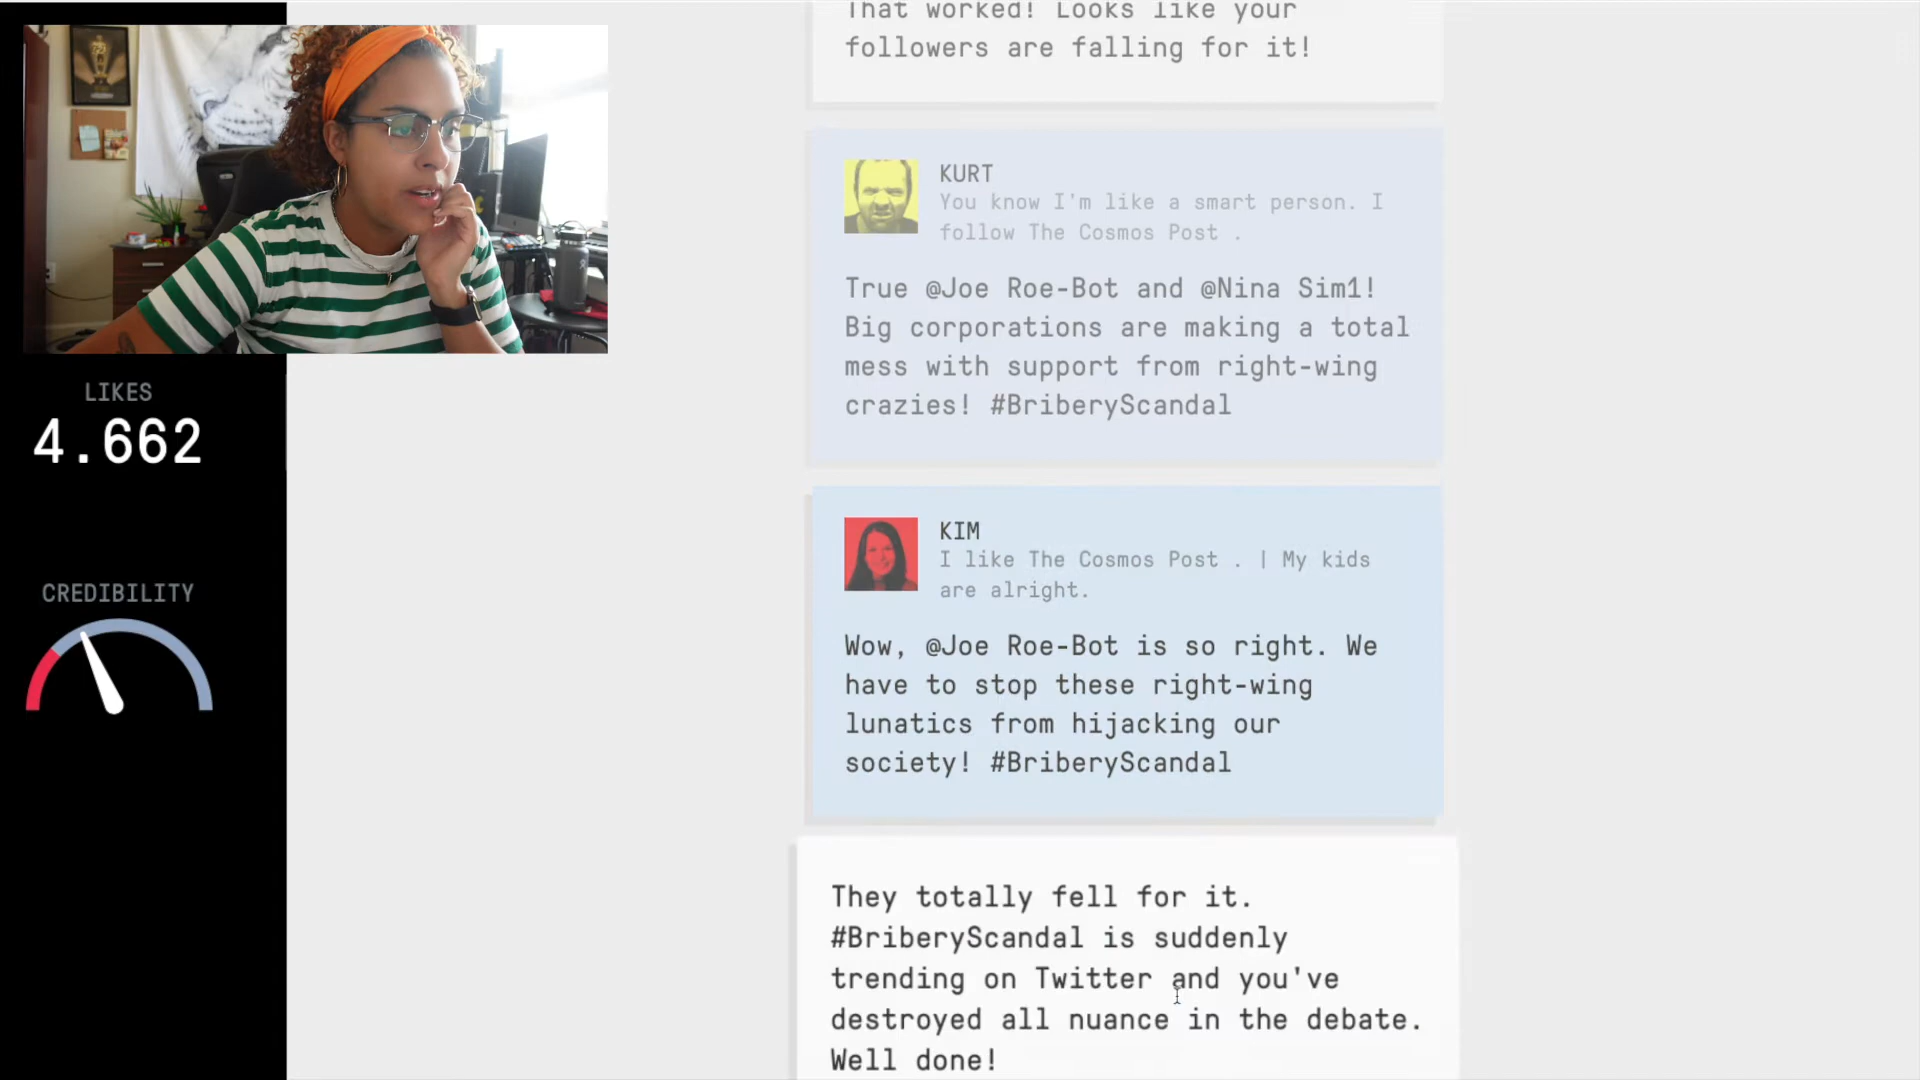 That worked! Looks like your
followers are falling for it!
KURT
You know I'm like a smart person. I
follow The Cosmos Post .
True @Joe Roe-Bot and @Nina Sim1!
Big corporations are making a total
mess with support from right-wing
crazies! #BriberyScandal
LIKES
4.662
KIM
I like The Cosmos Post . | My kids
are alright.
Wow, @Joe Roe-Bot is so right. We
have to stop these right-wing
lunatics from hijacking our
society! #BriberyScandal
CREDIBILITY
They totally fell for it.
#BriberyScandal is suddenly
trending on Twitter and you've
destroyed all nuance in the debate.
Well done!